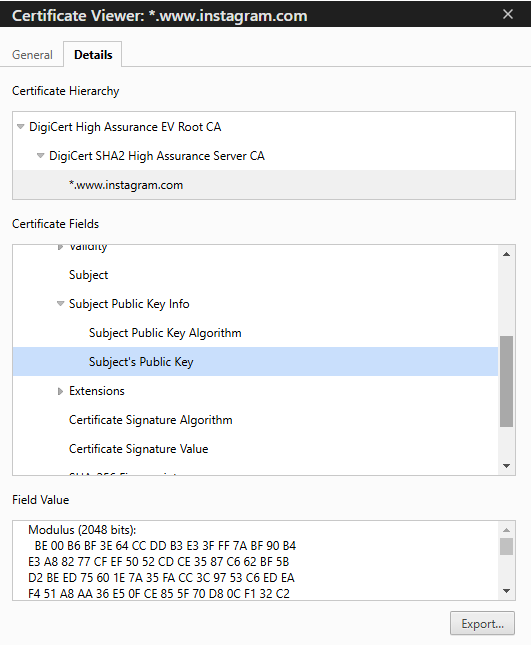 Certificate Viewer: *.www.instagram.com
General
Details
Certificate Hierarchy
DigiCert High Assurance EV Root CA
DigiCert SHA2 High Assurance Server CA
*.www.instagram.com
Certificate Fields
Validity
Subject
Subject Public Key Info
Subject Public Key Algorithm
Subject's Public Key
Extensions
Certificate Signature Algorithm
Certificate Signature Value
Field Value
Modulus (2048 bits):
BE 00 B6 BF 3E 64 CC DD B3 E3 3F FF 7A BF 90 B4
E3 A8 82 77 CF EF 50 52 CD CE 35 87 C6 62 BF 5B
D2 BE ED 75 60 1E 7A 35 FA CC 3C 97 53 C6 ED EA
F4 51 A8 AA 36 E5 0F CE 85 5F 70 D8 0C F1 32 C2
Export...